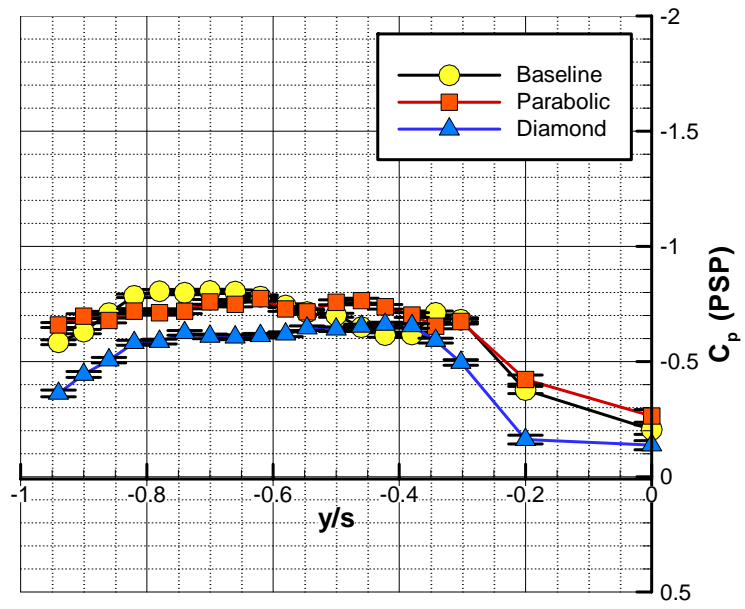 -2
Baseline
Parabolic
Diamond
-1.5
-1
C_p (PSP)
-0.5
0
-1 -0.8 -0.6 -0.4 -0.2 0
y/s
0.5